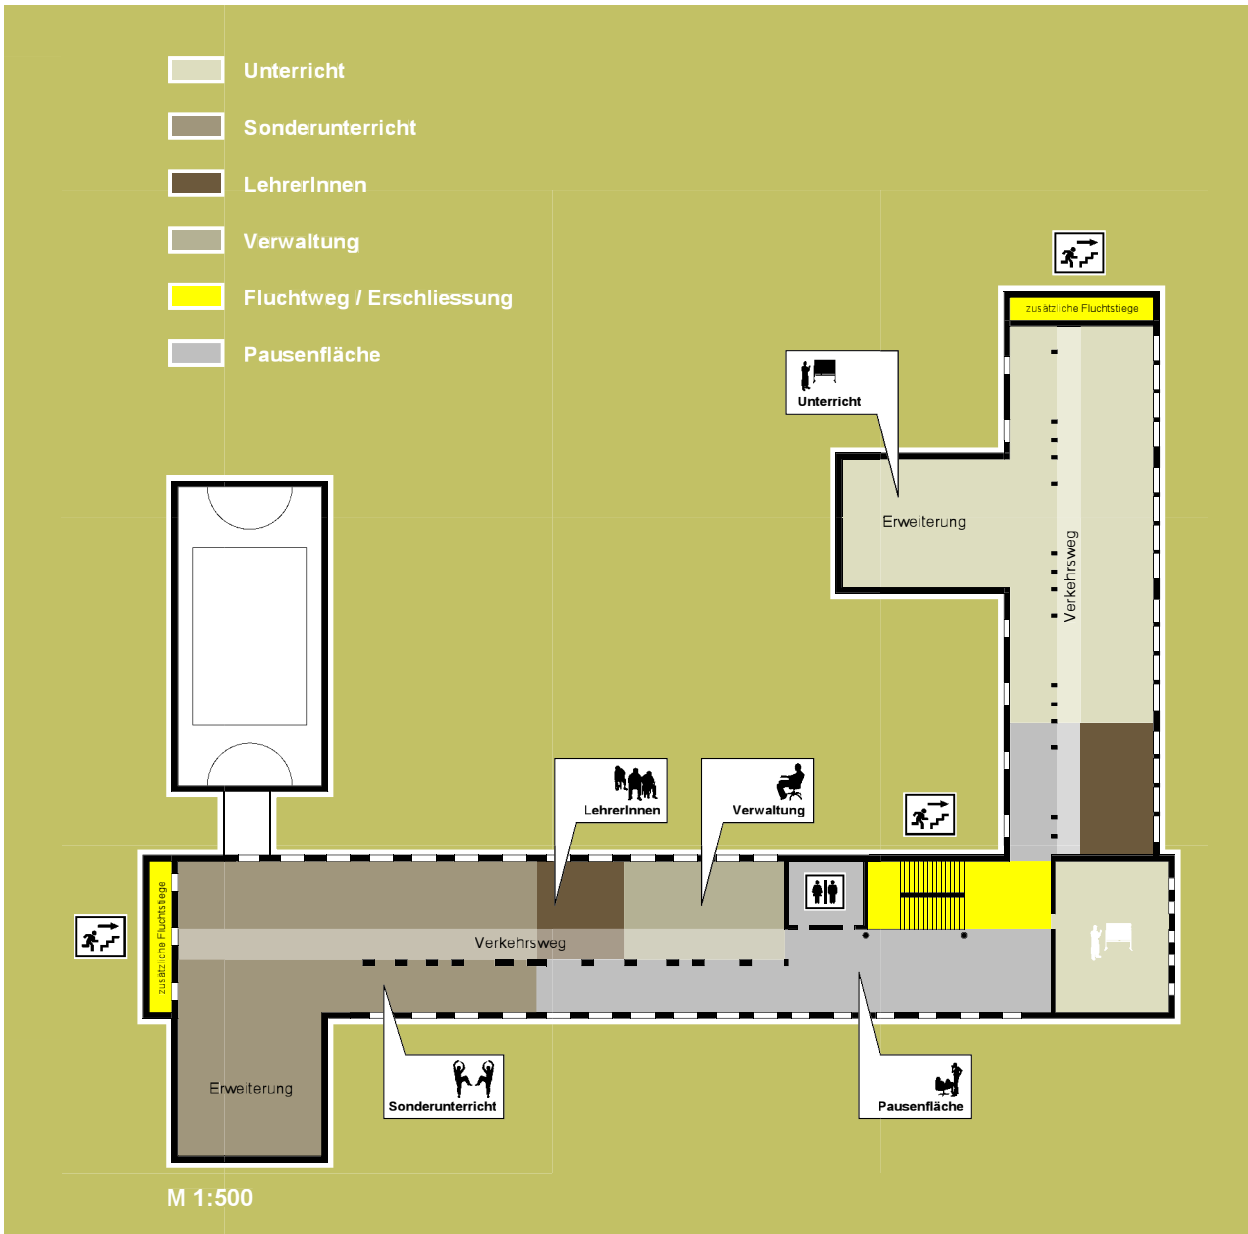 Unterricht
Sonderunterricht
LehrerInnen
Verwaltung
Fluchtweg / Erschliessung
Pausenfläche
zusätzliche Fluchtstiege
Unterricht
Erweiterung
Verkehrsweg
LehrerInnen
Verwaltung
zusätzliche Fluchtstiege
Verkehrsweg
Erweiterung
Sonderunterricht
Pausenfläche
M 1:500